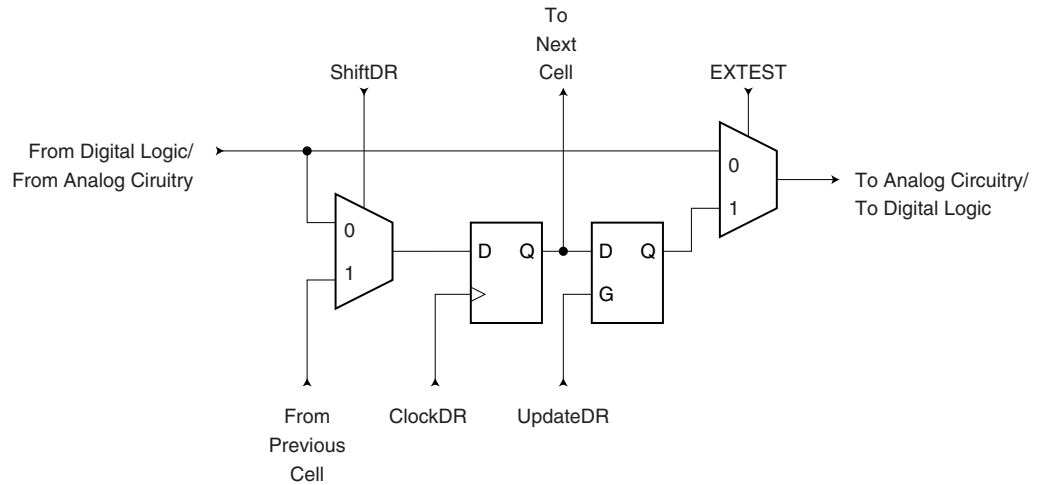 To
Next
Cell
ShiftDR
EXTEST
From Digital Logic/
From Analog Ciruitry
0
1
To Analog Circuitry/
To Digital Logic
0
1
D Q
D Q
G
From
Previous
Cell
ClockDR
UpdateDR